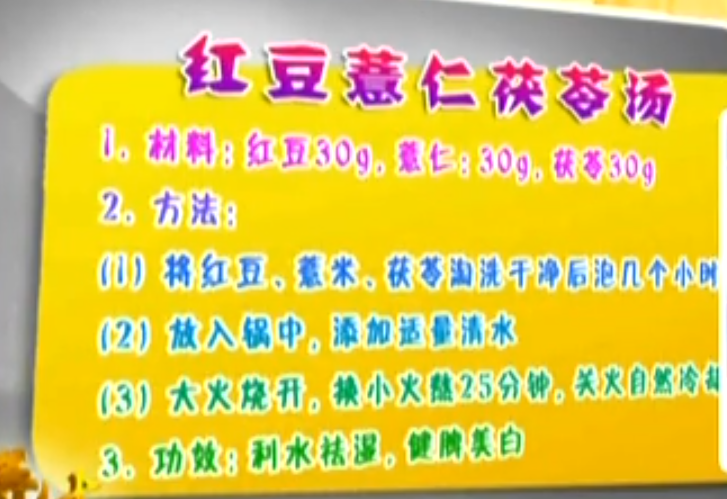 红豆薏仁茯苓汤
1. 材料：红豆30g, 薏仁：30g, 茯苓30g
2. 方法：
(1) 将红豆、薏米、茯苓淘洗干净后泡几个小时
(2) 放入锅中, 添加适量清水
(3) 大火烧开, 换小火熬25分钟, 关火自然冷却
3. 功效：利水祛湿, 健脾美白